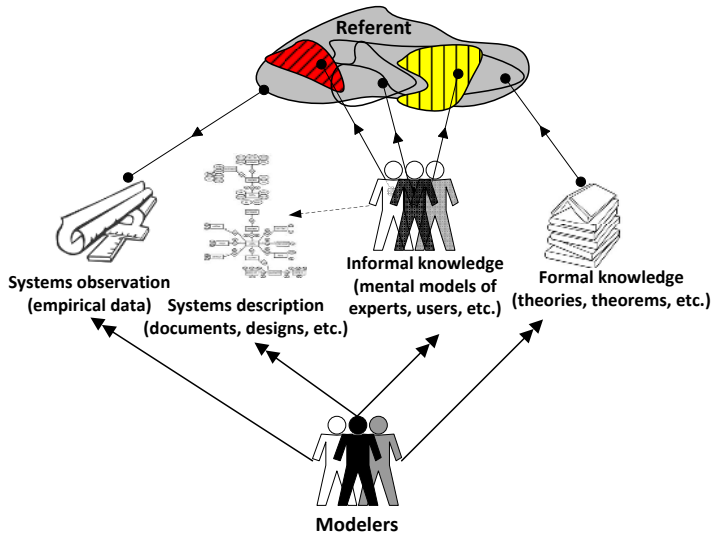 Referent
Systems observation
(empirical data)
Systems description
(documents, designs, etc.)
Informal knowledge
(mental models of
experts, users, etc.)
Formal knowledge
(theories, theorems, etc.)
Modelers